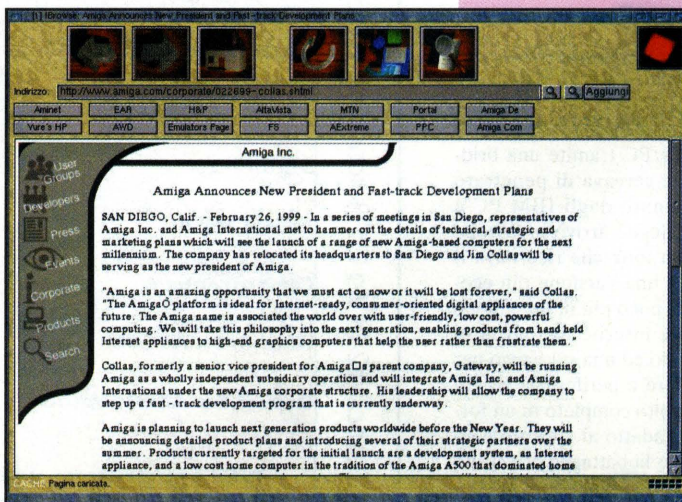 [1] IBrowse: Amiga Announces New President and Fast-track Development Plans
Indirizzo: http://www.amiga.com/corporate/022699-collas.shtml Aggiungi
Aminet EAR H&P AltaVista MTN Portal Amiga De
Yure's HP AWD Emulators Page FS AExtreme PPC Amiga Com
User
Groups
Developers
Press
Events
Corporate
Products
Search
Amiga Inc.
Amiga Announces New President and Fast-track Development Plans
SAN DIEGO, Calif. - February 26, 1999 - In a series of meetings in San Diego, representatives of
Amiga Inc. and Amiga International met to hammer out the details of technical, strategic and
marketing plans which will see the launch of a range of new Amiga-based computers for the next
millennium. The company has relocated its headquarters to San Diego and Jim Collas will be
serving as the new president of Amiga.
"Amiga is an amazing opportunity that we must act on now or it will be lost forever," said Collas.
"The AmigaÓ platform is ideal for Internet-ready, consumer-oriented digital appliances of the
future. The Amiga name is associated the world over with user-friendly, low cost, powerful
computing. We will take this philosophy into the next generation, enabling products from hand held
Internet appliances to high-end graphics computers that help the user rather than frustrate them."
Collas, formerly a senior vice president for Amiga□s parent company, Gateway, will be running
Amiga as a wholly independent subsidiary operation and will integrate Amiga Inc. and Amiga
International under the new Amiga corporate structure. His leadership will allow the company to
step up a fast - track development program that is currently underway.
Amiga is planning to launch next generation products worldwide before the New Year. They will
be announcing detailed product plans and introducing several of their strategic partners over the
summer. Products currently targeted for the initial launch are a development system, an Internet
appliance, and a low cost home computer in the tradition of the Amiga A500 that dominated home
CACHE Pagina caricata.